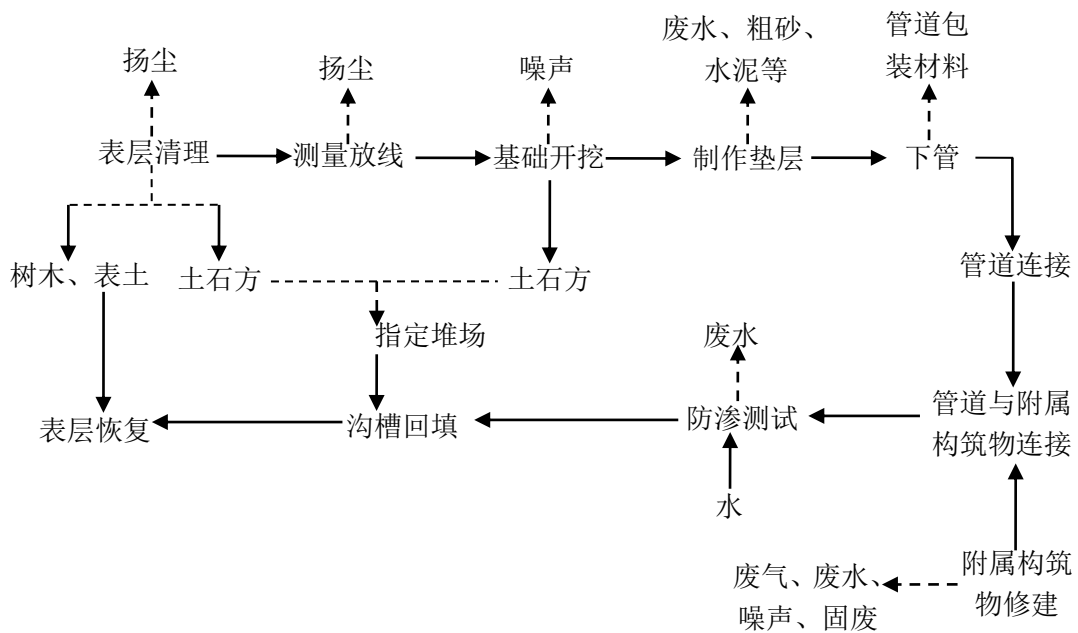 扬尘
扬尘
噪声
废水、粗砂、
水泥等
管道包
装材料
表层清理
测量放线
基础开挖
制作垫层
下管
管道连接
树木、表土
土石方
土石方
指定堆场
废水
表层恢复
沟槽回填
防渗测试
管道与附属
构筑物连接
水
废气、废水、
噪声、固废
附属构筑
物修建